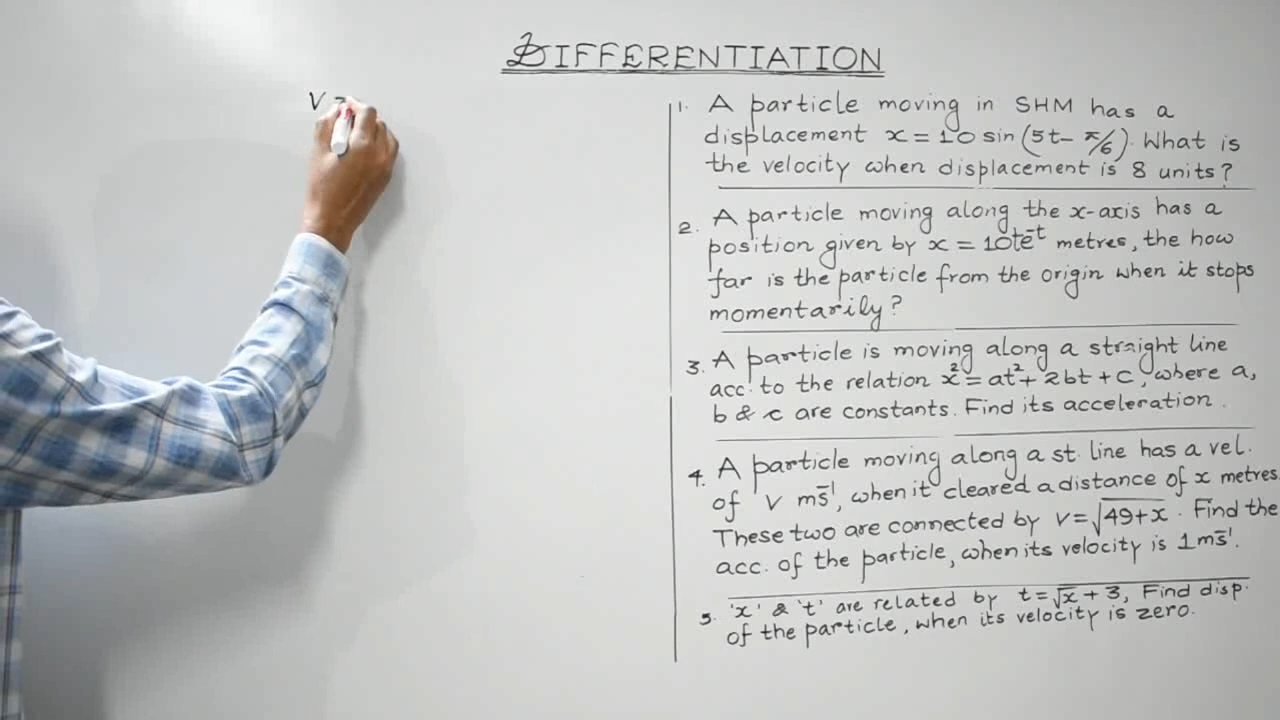 DIFFERENTIATION
V =
1. A particle moving in SHM has a
displacement x = 10 sin (5t - π/6). What is
the velocity when displacement is 8 units?
2. A particle moving along the x-axis has a
position given by x = 10te⁻ᵗ metres, the how
far is the particle from the origin when it stops
momentarily?
3. A particle is moving along a straight line
acc. to the relation x² = at² + 2bt + c, where a,
b & c are constants. Find its acceleration.
4. A particle moving along a st. line has a vel.
of V ms⁻¹, when it cleared a distance of x metres.
These two are connected by v = √49+x. Find the
acc. of the particle, when its velocity is 1ms⁻¹.
5. 'x' & 't' are related by t = √x + 3, Find disp.
of the particle, when its velocity is zero.